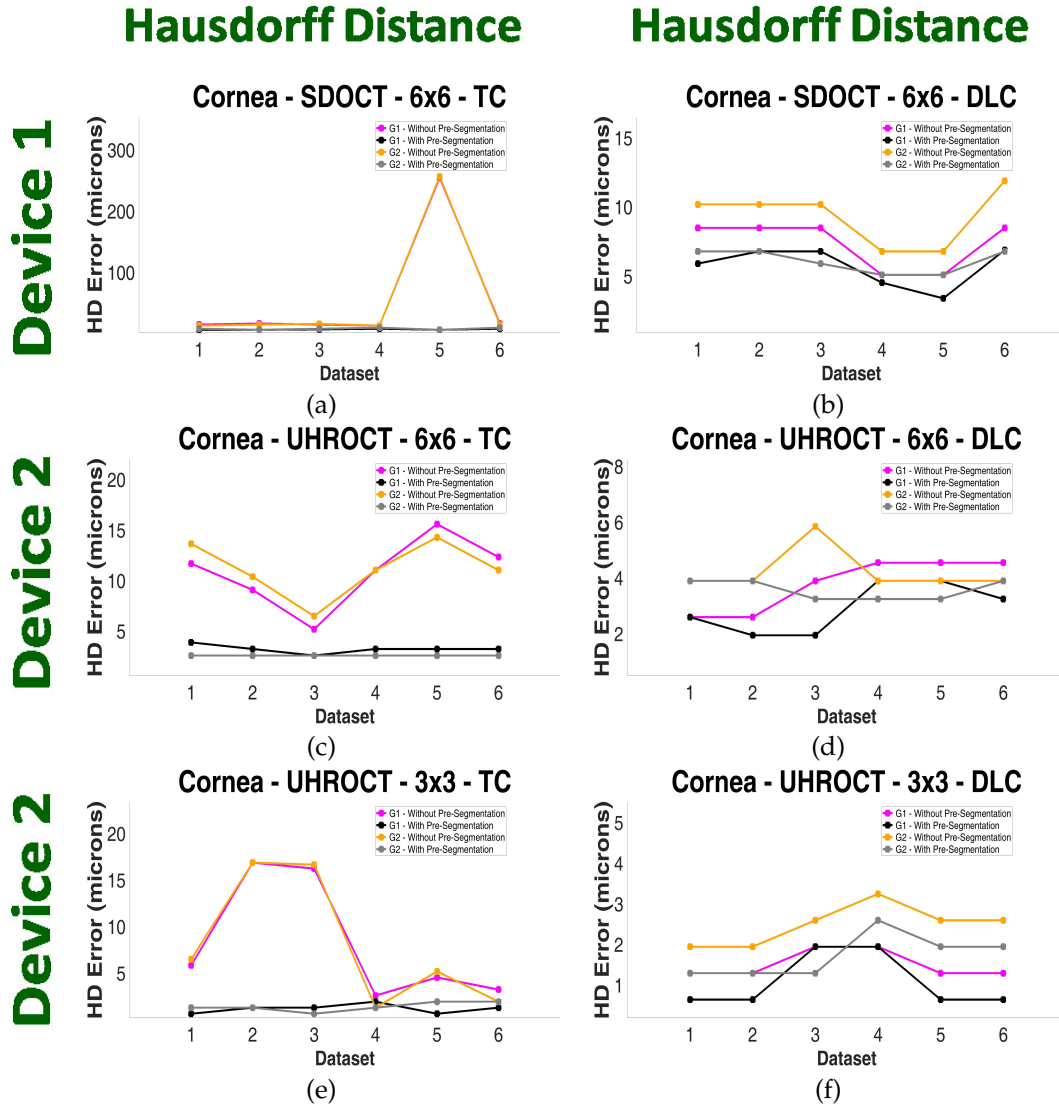 Hausdorff Distance
Hausdorff Distance
Device 1
Cornea - SDOCT - 6x6 - TC
HD Error (microns)
300
200
100
G1 - Without Pre-Segmentation
G1 - With Pre-Segmentation
G2 - Without Pre-Segmentation
G2 - With Pre-Segmentation
1 2 3 4 5 6
Dataset
(a)
Cornea - SDOCT - 6x6 - DLC
HD Error (microns)
15
10
5
G1 - Without Pre-Segmentation
G1 - With Pre-Segmentation
G2 - Without Pre-Segmentation
G2 - With Pre-Segmentation
1 2 3 4 5 6
Dataset
(b)
Device 2
Cornea - UHROCT - 6x6 - TC
HD Error (microns)
20
15
10
5
G1 - Without Pre-Segmentation
G1 - With Pre-Segmentation
G2 - Without Pre-Segmentation
G2 - With Pre-Segmentation
1 2 3 4 5 6
Dataset
(c)
Cornea - UHROCT - 6x6 - DLC
HD Error (microns)
8
6
4
2
G1 - Without Pre-Segmentation
G1 - With Pre-Segmentation
G2 - Without Pre-Segmentation
G2 - With Pre-Segmentation
1 2 3 4 5 6
Dataset
(d)
Device 2
Cornea - UHROCT - 3x3 - TC
HD Error (microns)
20
15
10
5
G1 - Without Pre-Segmentation
G1 - With Pre-Segmentation
G2 - Without Pre-Segmentation
G2 - With Pre-Segmentation
1 2 3 4 5 6
Dataset
(e)
Cornea - UHROCT - 3x3 - DLC
HD Error (microns)
5
4
3
2
1
G1 - Without Pre-Segmentation
G1 - With Pre-Segmentation
G2 - Without Pre-Segmentation
G2 - With Pre-Segmentation
1 2 3 4 5 6
Dataset
(f)